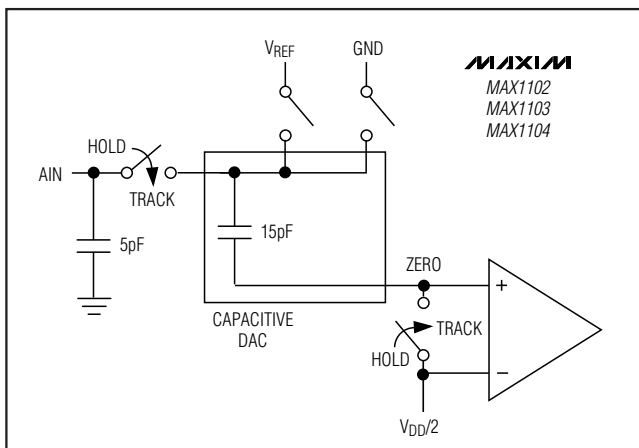 VREF
GND
MAXIM
MAX1102
MAX1103
MAX1104
HOLD
AIN
TRACK
5pF
15pF
ZERO
CAPACITIVE
DAC
+
TRACK
HOLD
−
VDD/2